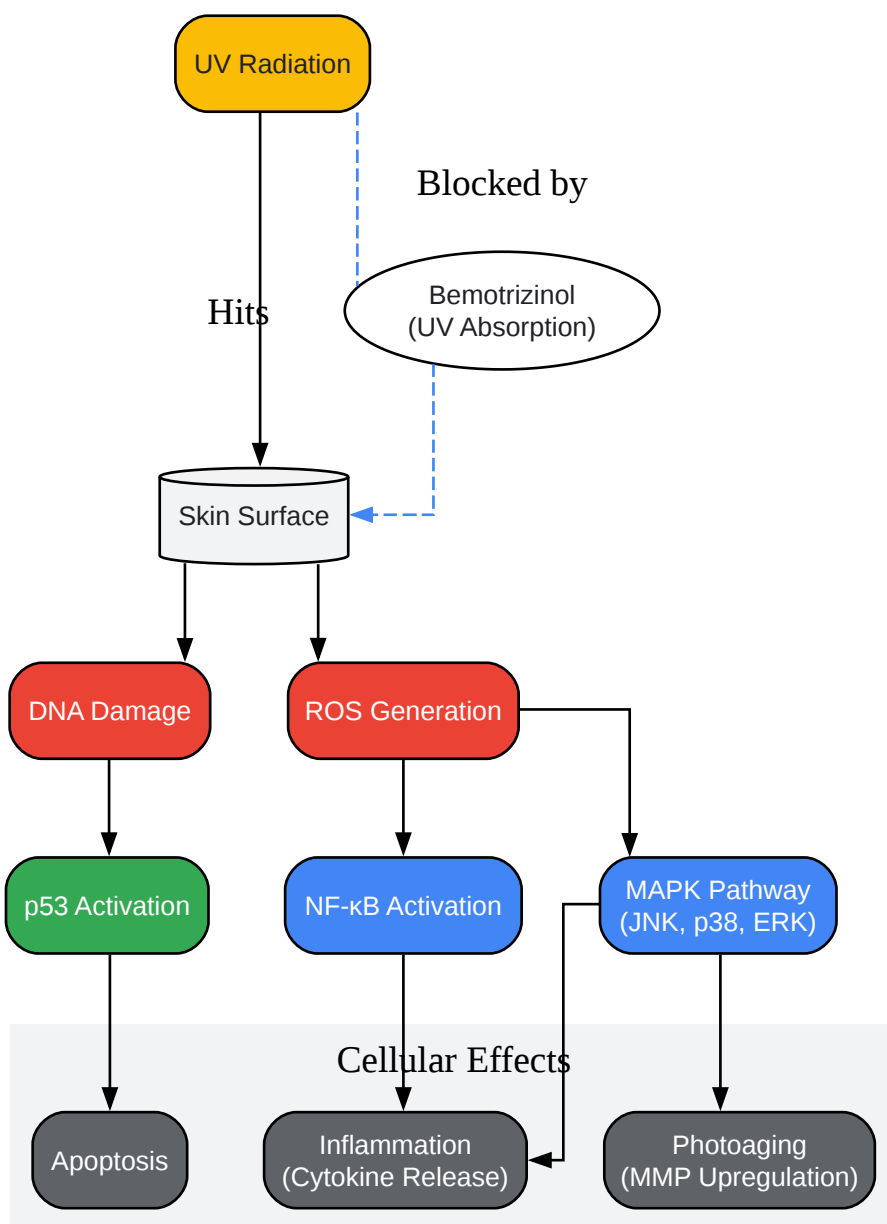 UV Radiation
Blocked by
Bemotrizinol
(UV Absorption)
Hits
Skin Surface
DNA Damage
ROS Generation
p53 Activation
NF-κB Activation
MAPK Pathway
(JNK, p38, ERK)
Cellular Effects
Apoptosis
Inflammation
(Cytokine Release)
Photoaging
(MMP Upregulation)